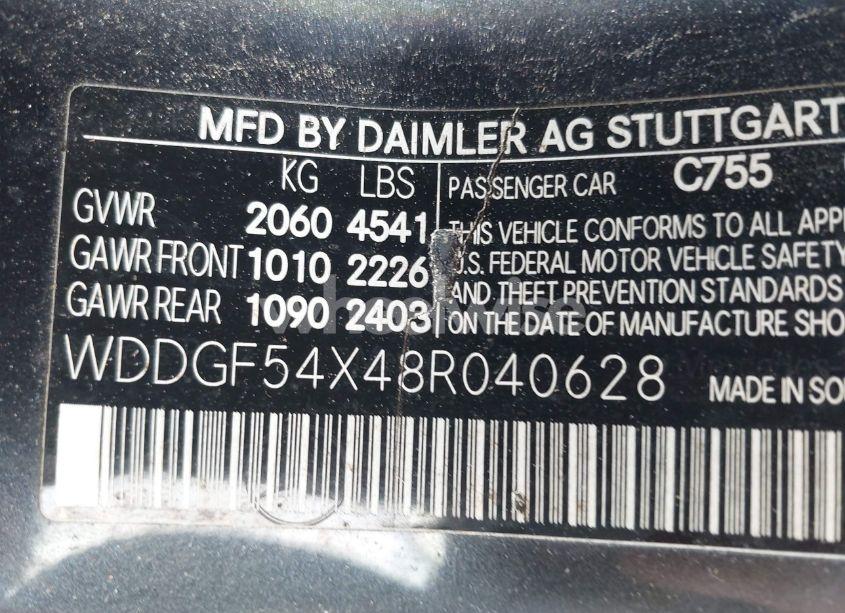 MFD BY DAIMLER AG STUTTGART
KG LBS
GVWR 2060 4541
GAWR FRONT 1010 2226
GAWR REAR 1090 2403
PASSENGER CAR C755
THIS VEHICLE CONFORMS TO ALL APPL
U.S. FEDERAL MOTOR VEHICLE SAFETY
AND THEFT PREVENTION STANDARDS
ON THE DATE OF MANUFACTURE SHO
WDDGF54X48R040628 MADE IN SOU